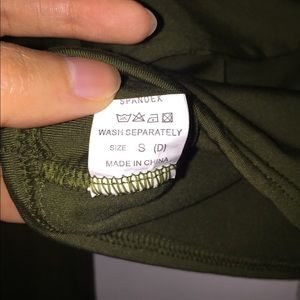 SPANDEX
WASH SEPARATELY
SIZE: S (D)
MADE IN CHINA